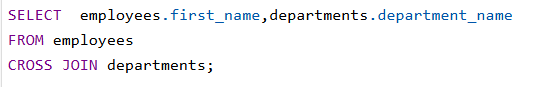 SELECT  employees.first_name,departments.department_name
FROM employees
CROSS JOIN departments;